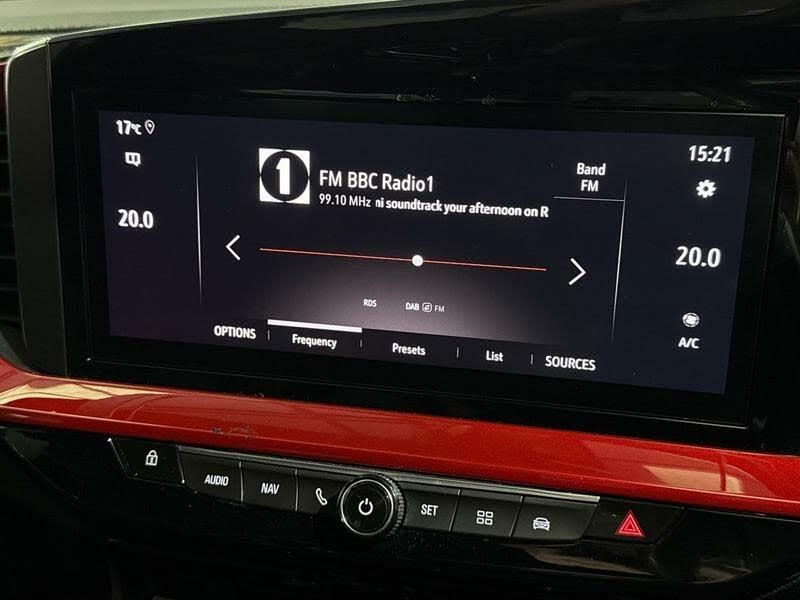 17°C
15:21
1
FM BBC Radio1
99.10 MHz ni soundtrack your afternoon on R
Band
FM
20.0
20.0
RDS
DAB FM
A/C
OPTIONS
Frequency
Presets
List
SOURCES
AUDIO
NAV
SET